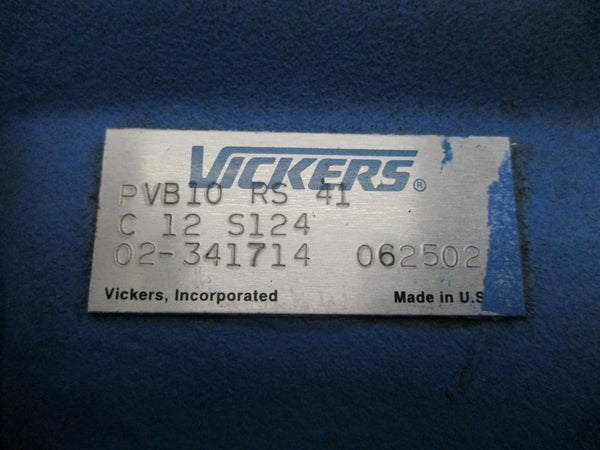 VICKERS®
PVB10 RS 41
C 12 S124
02-341714 062502
Vickers, Incorporated Made in U.S